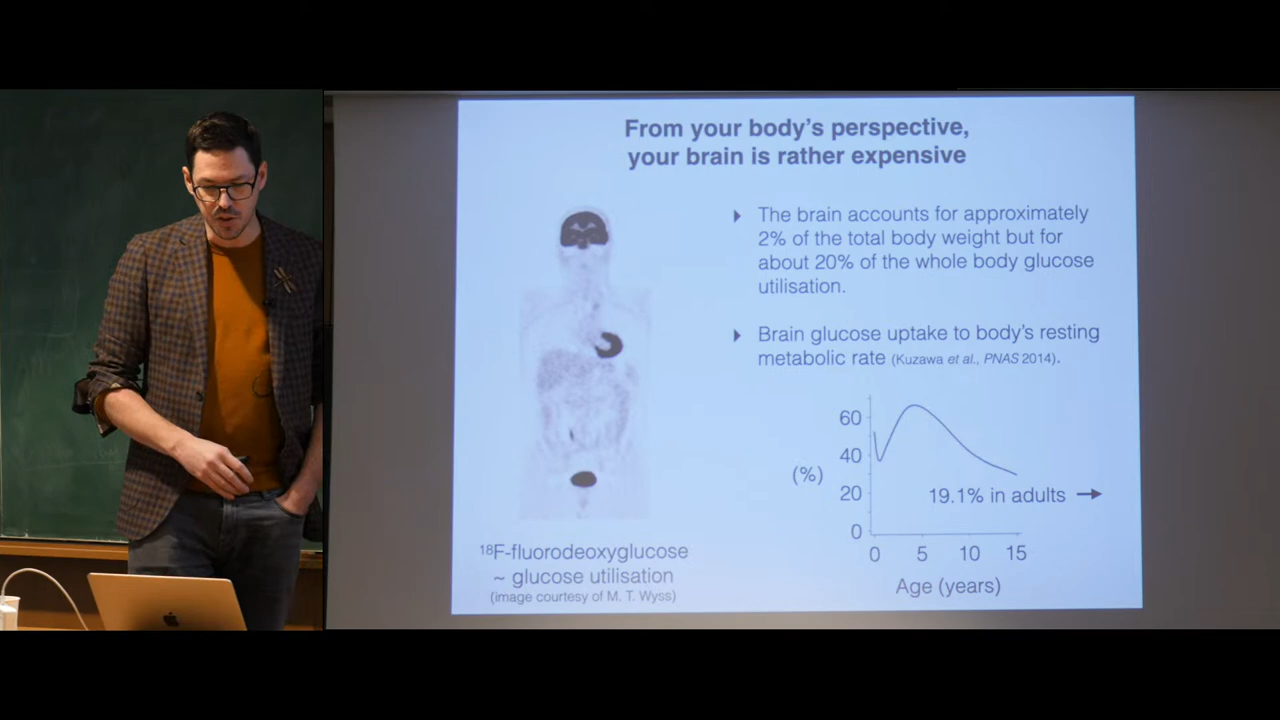 From your body's perspective,
your brain is rather expensive
The brain accounts for approximately
2% of the total body weight but for
about 20% of the whole body glucose
utilisation.
Brain glucose uptake to body's resting
metabolic rate (Kuzawa et al., PNAS 2014).
60
40
(%)
20
19.1% in adults →
0
0 5 10 15
Age (years)
¹⁸F-fluorodeoxyglucose
~ glucose utilisation
(image courtesy of M. T. Wyss)